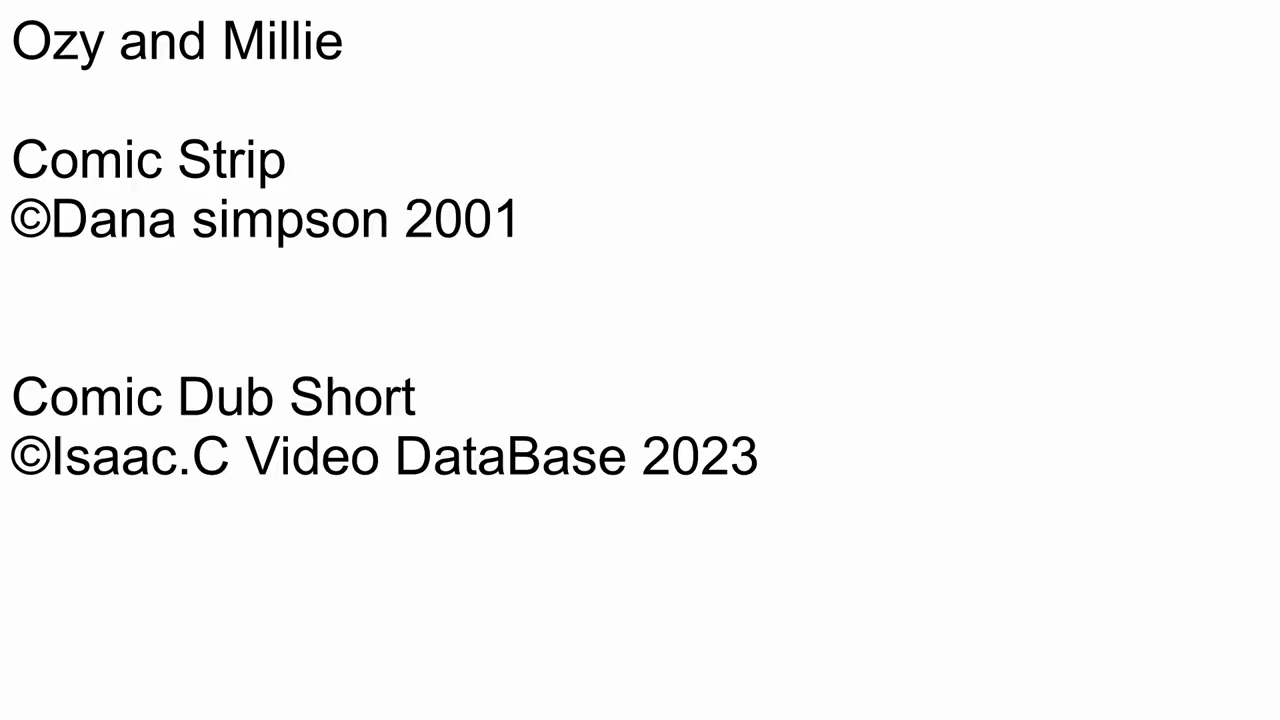 Ozy and Millie
Comic Strip
©Dana simpson 2001
Comic Dub Short
©Isaac.C Video DataBase 2023